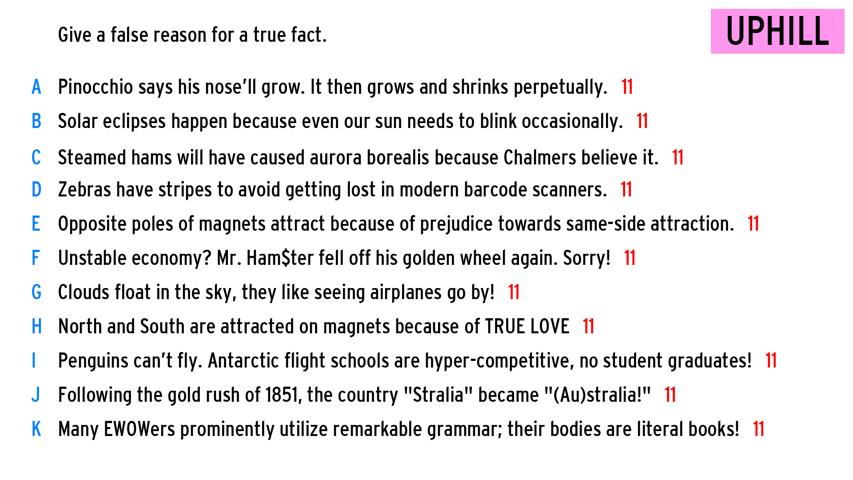 Give a false reason for a true fact.
UPHILL
A Pinocchio says his nose'll grow. It then grows and shrinks perpetually. 11
B Solar eclipses happen because even our sun needs to blink occasionally. 11
C Steamed hams will have caused aurora borealis because Chalmers believe it. 11
D Zebras have stripes to avoid getting lost in modern barcode scanners. 11
E Opposite poles of magnets attract because of prejudice towards same-side attraction. 11
F Unstable economy? Mr. Ham$ter fell off his golden wheel again. Sorry! 11
G Clouds float in the sky, they like seeing airplanes go by! 11
H North and South are attracted on magnets because of TRUE LOVE 11
I Penguins can't fly. Antarctic flight schools are hyper-competitive, no student graduates! 11
J Following the gold rush of 1851, the country "Stralia" became "(Au)stralia!" 11
K Many EWOWers prominently utilize remarkable grammar; their bodies are literal books! 11